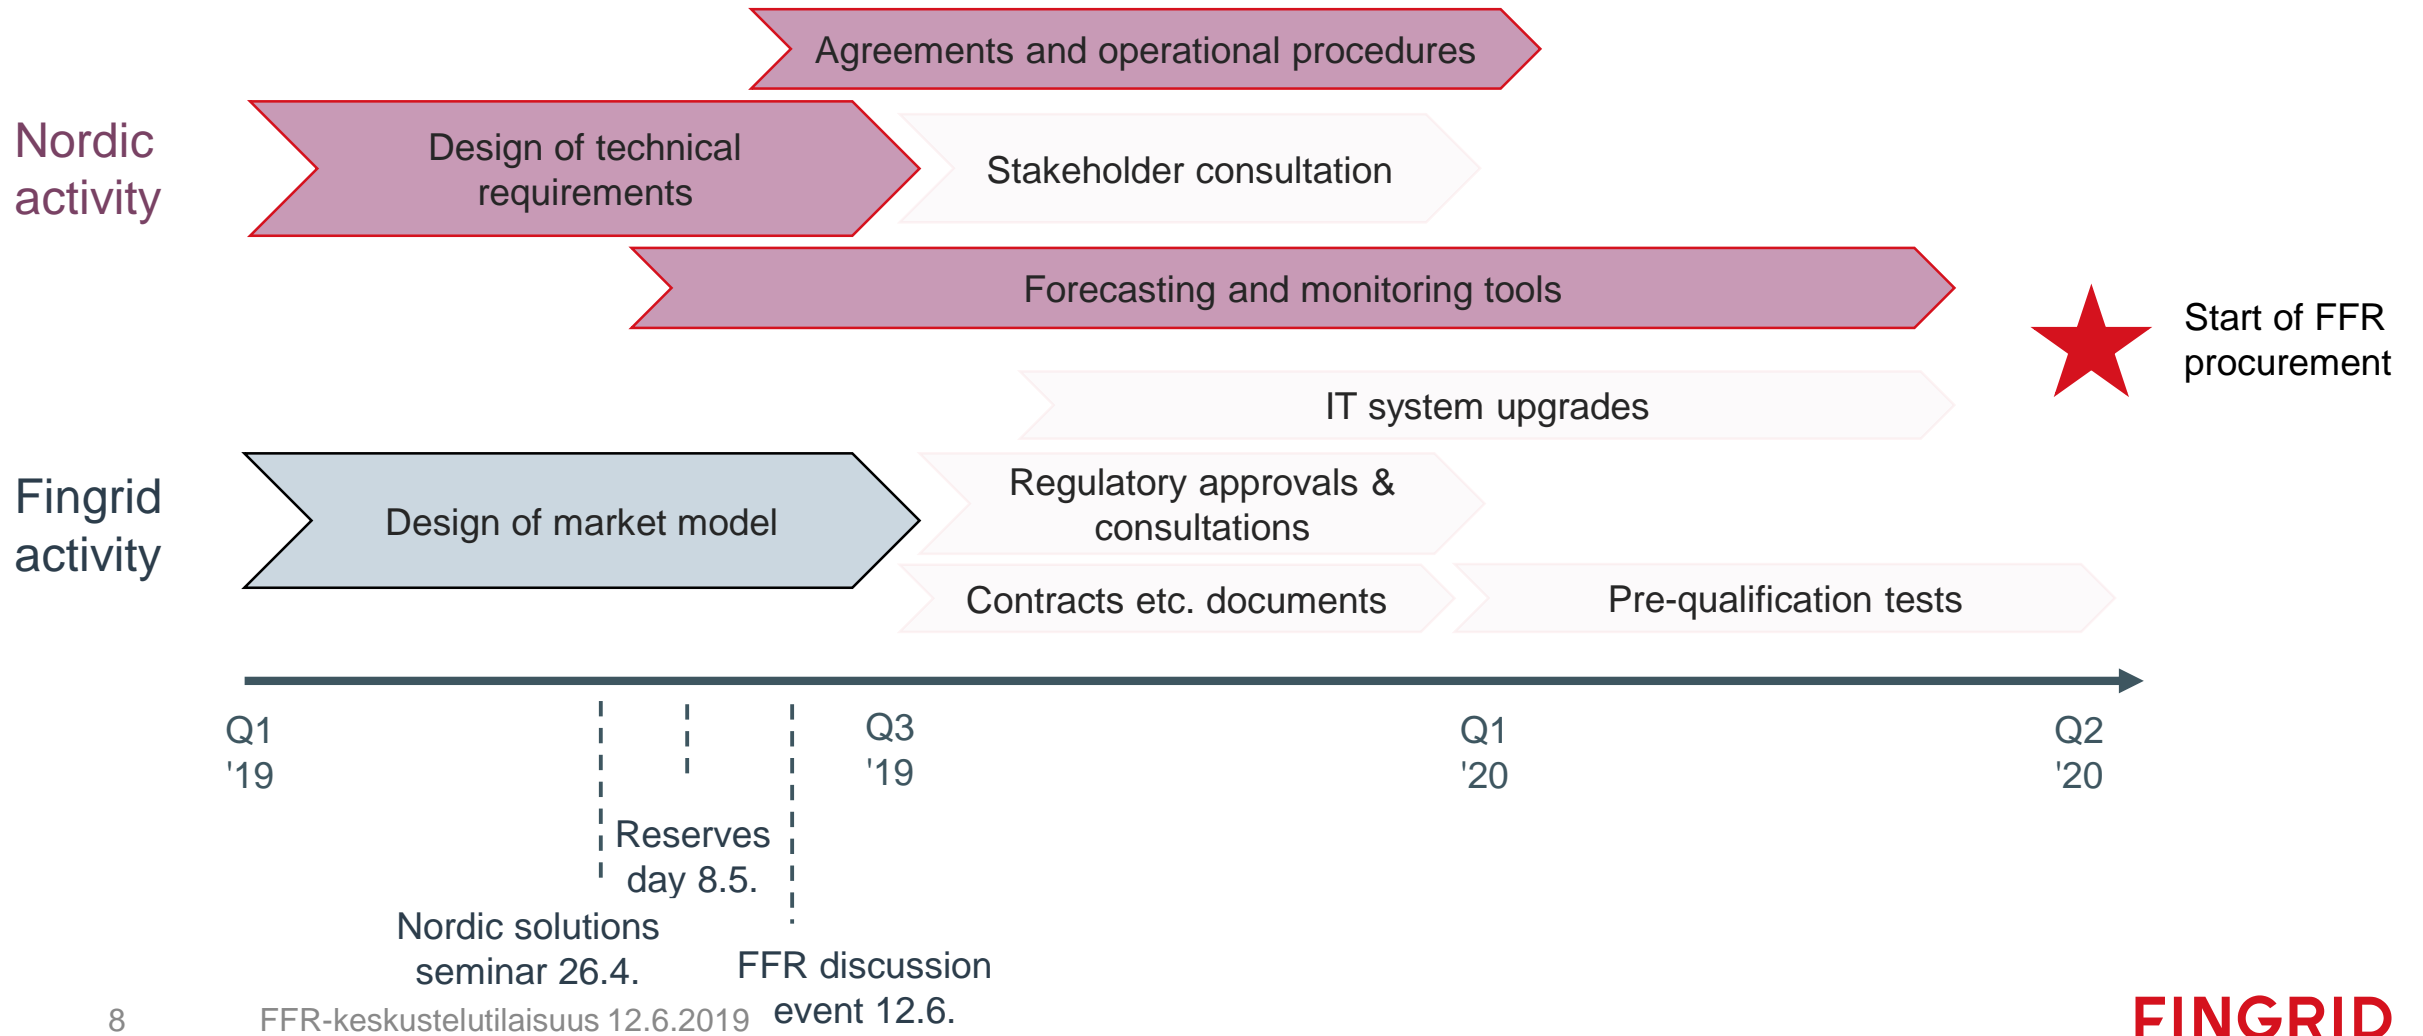 Agreements and operational procedures
Nordic
activity
Design of technical
requirements
Stakeholder consultation
Forecasting and monitoring tools
Start of FFR
procurement
IT system upgrades
Fingrid
activity
Design of market model
Regulatory approvals &
consultations
Contracts etc. documents
Pre-qualification tests
Q1
'19
Q3
'19
Q1
'20
Q2
'20
Reserves
day 8.5.
Nordic solutions
seminar 26.4.
FFR discussion
event 12.6.
8
FFR-keskustelutilaisuus 12.6.2019
FINGRID